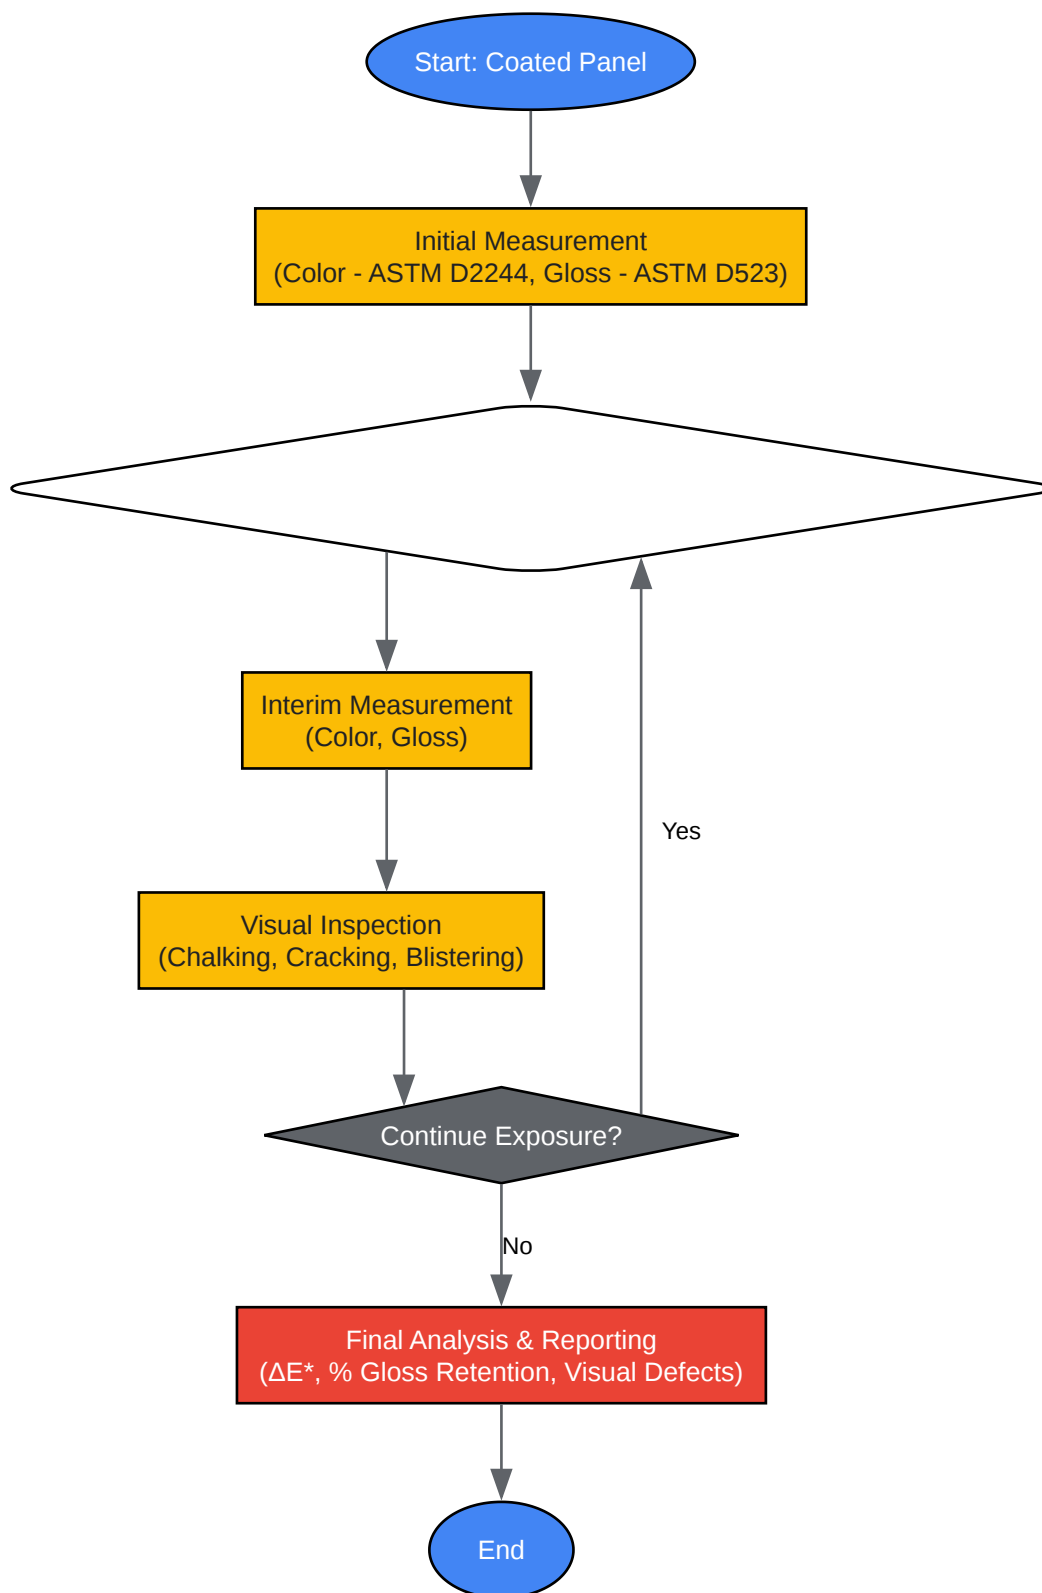 Start: Coated Panel
Initial Measurement
(Color - ASTM D2244, Gloss - ASTM D523)
Interim Measurement
(Color, Gloss)
Yes
Visual Inspection
(Chalking, Cracking, Blistering)
Continue Exposure?
No
Final Analysis & Reporting
(ΔE*, % Gloss Retention, Visual Defects)
End